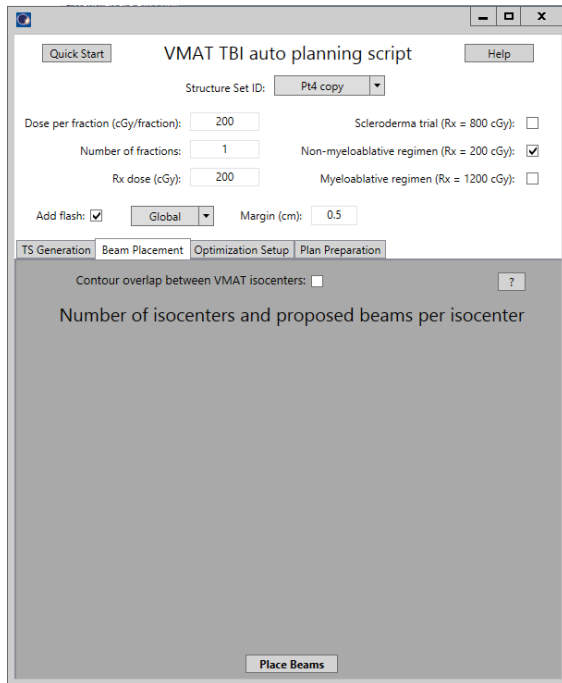 X
Quick Start VMAT TBI auto planning script Help
Structure Set ID: Pt4 copy
Dose per fraction (cGy/fraction): 200 Scleroderma trial (Rx = 800 cGy):
Number of fractions: 1 Non-myeloablative regimen (Rx = 200 cGy):
Rx dose (cGy): 200 Myeloablative regimen (Rx = 1200 cGy):
Add flash: Global Margin (cm): 0.5
TS Generation Beam Placement Optimization Setup Plan Preparation
Contour overlap between VMAT isocenters: ?
Number of isocenters and proposed beams per isocenter
Place Beams